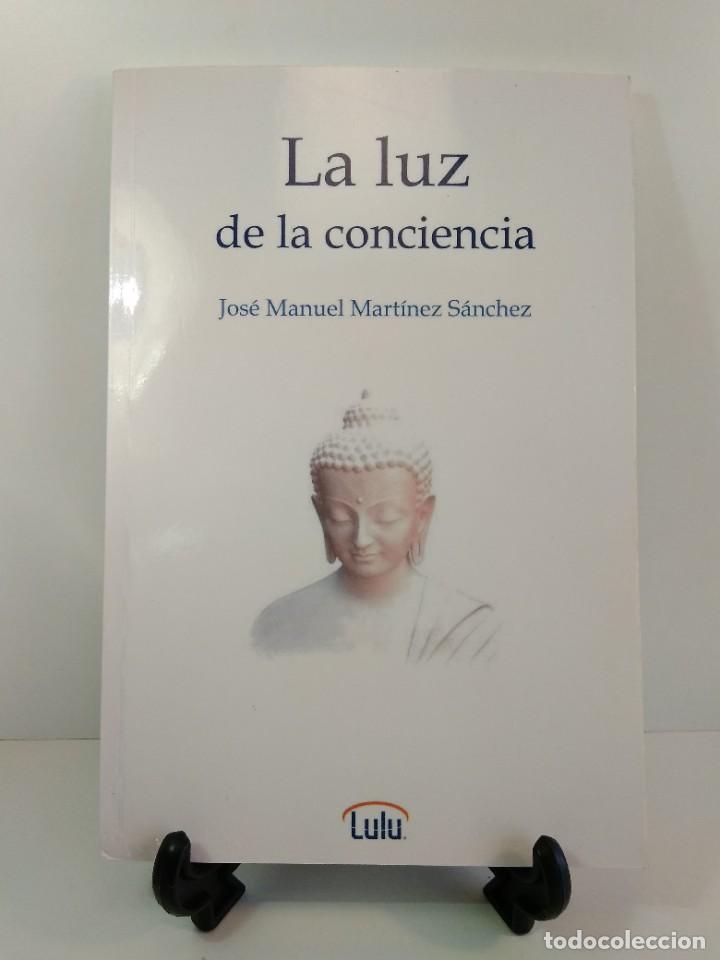 La luz
de la conciencia
José Manuel Martínez Sánchez
Lulu
todocoleccion